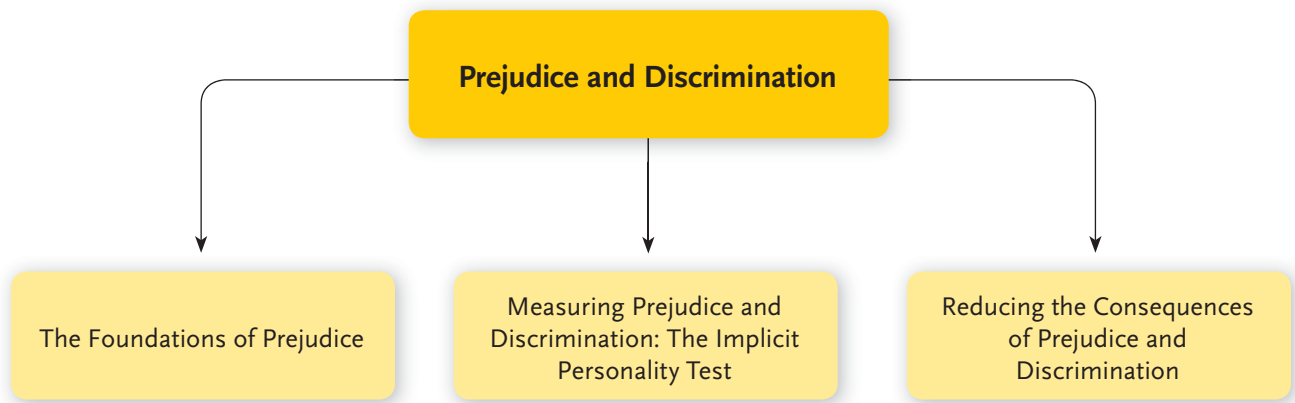 Prejudice and Discrimination
The Foundations of Prejudice
Measuring Prejudice and
Discrimination: The Implicit
Personality Test
Reducing the Consequences
of Prejudice and
Discrimination